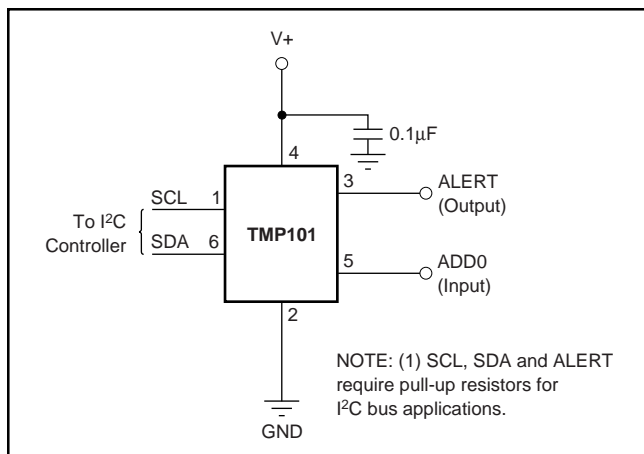 V+
0.1µF
4
3
ALERT
(Output)
SCL
1
To I²C
Controller
TMP101
SDA
6
5
ADD0
(Input)
2
NOTE: (1) SCL, SDA and ALERT
require pull-up resistors for
I²C bus applications.
GND